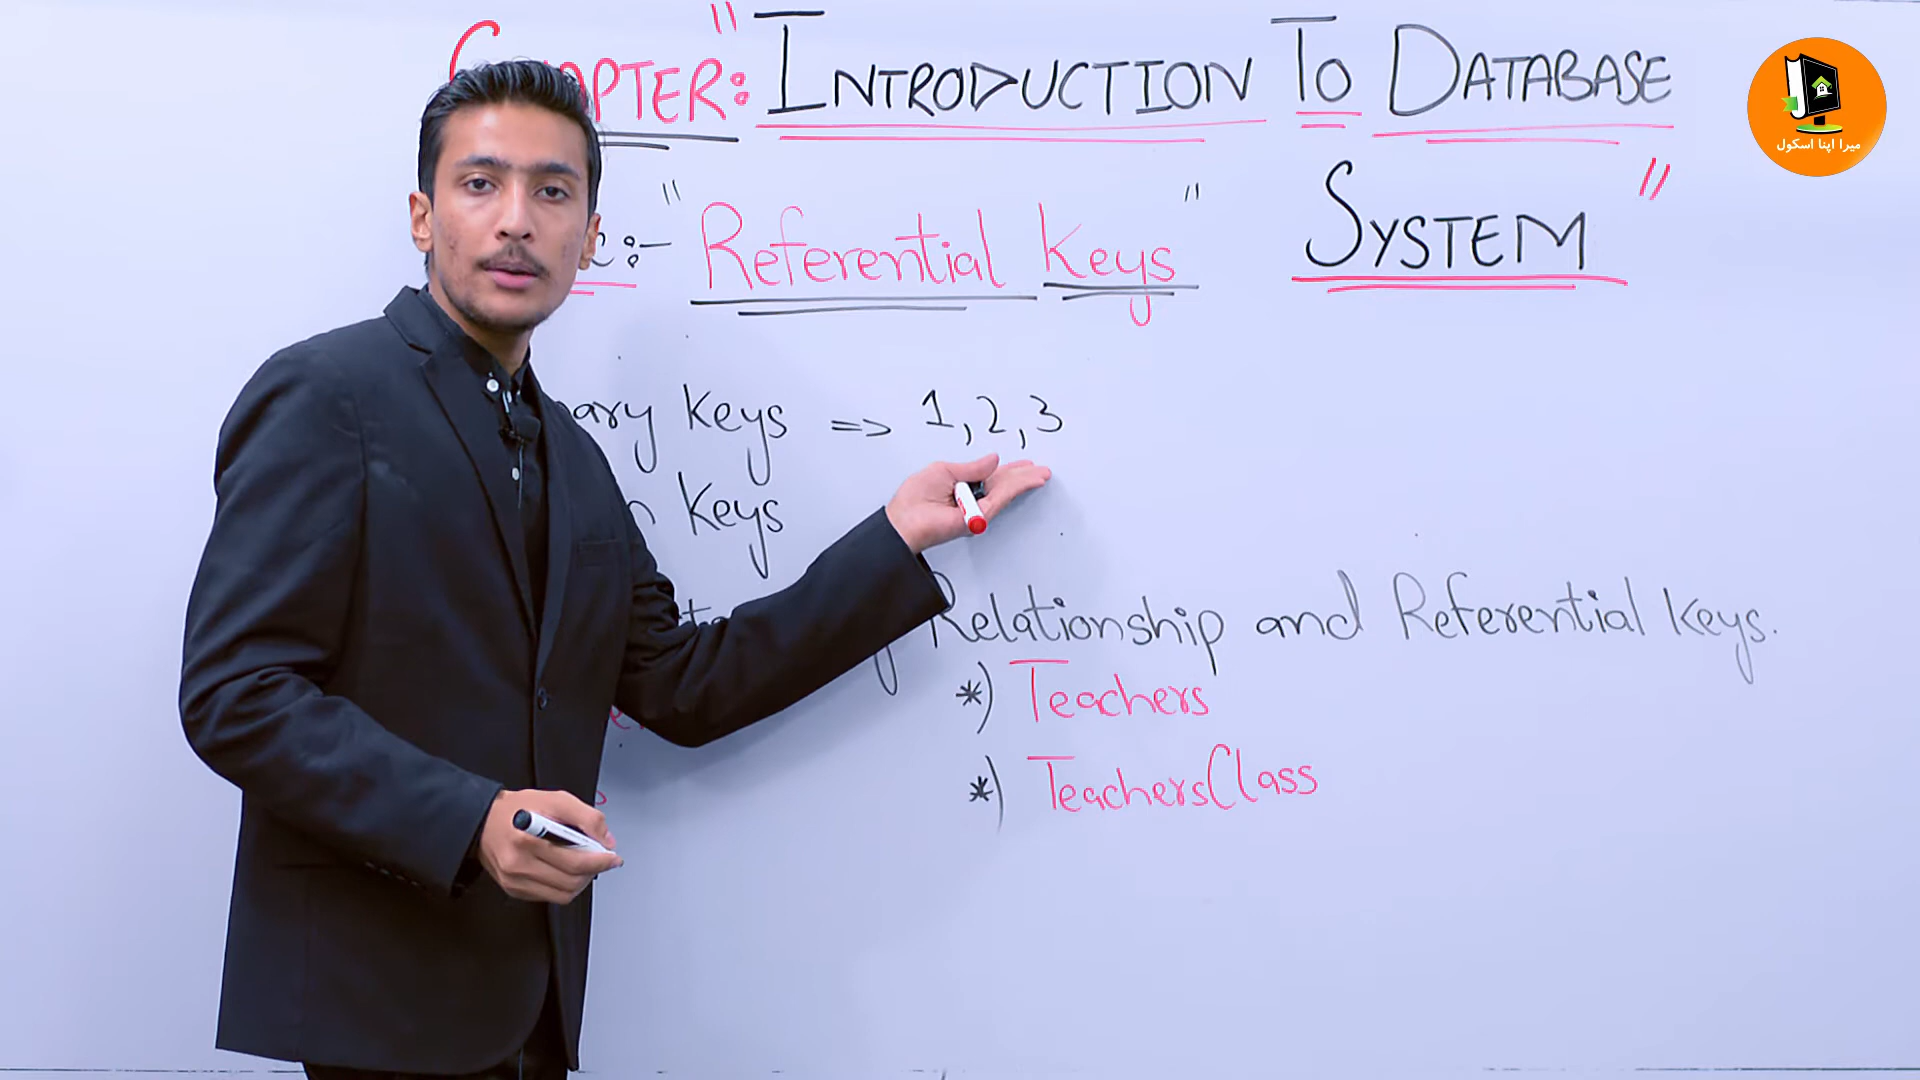 "INTRODUCTION TO DATABASE
SYSTEM"
"Referential Keys"
Keys => 1,2,3
Keys
Relationship and Referential Keys.
*) Teachers
*) TeachersClass
میرا اپنا اسکول